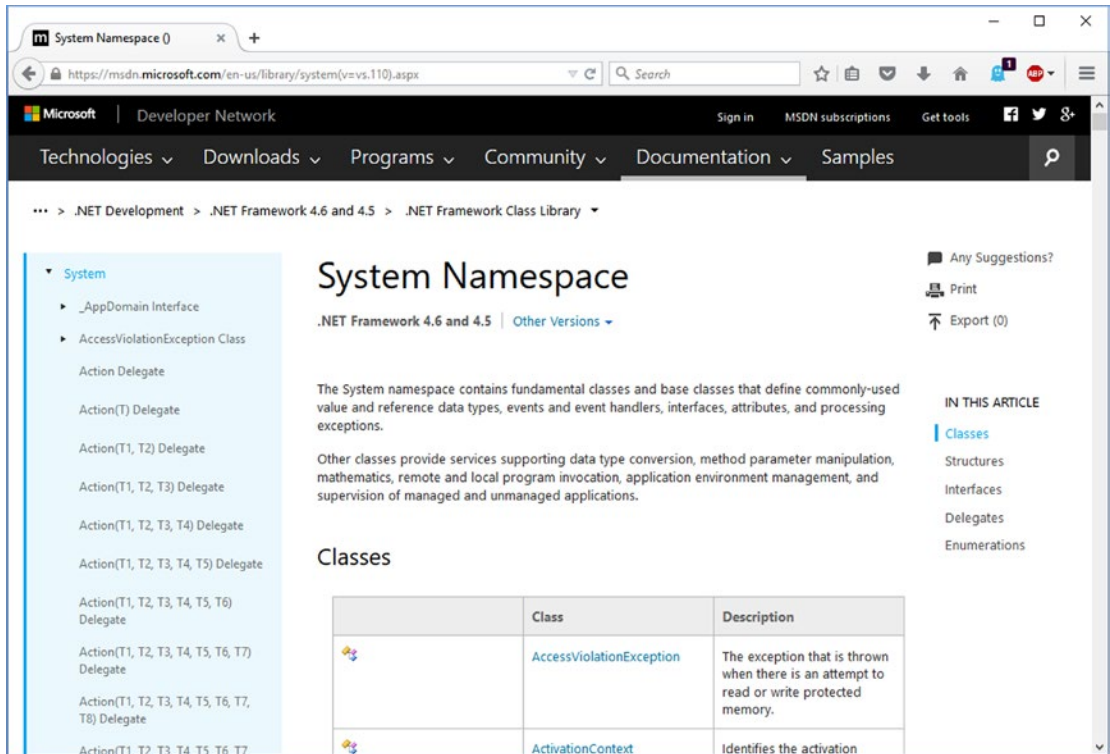 System Namespace ()
https://msdn.microsoft.com/en-us/library/system(v=vs.110).aspx
Search
1
ABP
Microsoft
Developer Network
Sign in
MSDN subscriptions
Get tools
Technologies
Downloads
Programs
Community
Documentation
Samples
... > .NET Development > .NET Framework 4.6 and 4.5 > .NET Framework Class Library
System
_AppDomain Interface
AccessViolationException Class
Action Delegate
Action(T) Delegate
Action(T1, T2) Delegate
Action(T1, T2, T3) Delegate
Action(T1, T2, T3, T4) Delegate
Action(T1, T2, T3, T4, T5) Delegate
Action(T1, T2, T3, T4, T5, T6)
Delegate
Action(T1, T2, T3, T4, T5, T6, T7)
Delegate
Action(T1, T2, T3, T4, T5, T6, T7,
T8) Delegate
Action(T1, T2, T3, T4, T5, T6, T7,
System Namespace
.NET Framework 4.6 and 4.5 | Other Versions
The System namespace contains fundamental classes and base classes that define commonly-used
value and reference data types, events and event handlers, interfaces, attributes, and processing
exceptions.
Other classes provide services supporting data type conversion, method parameter manipulation,
mathematics, remote and local program invocation, application environment management, and
supervision of managed and unmanaged applications.
Classes
Class
Description
AccessViolationException
The exception that is thrown
when there is an attempt to
read or write protected
memory.
ActivationContext
Identifies the activation
Any Suggestions?
Print
Export (0)
IN THIS ARTICLE
Classes
Structures
Interfaces
Delegates
Enumerations